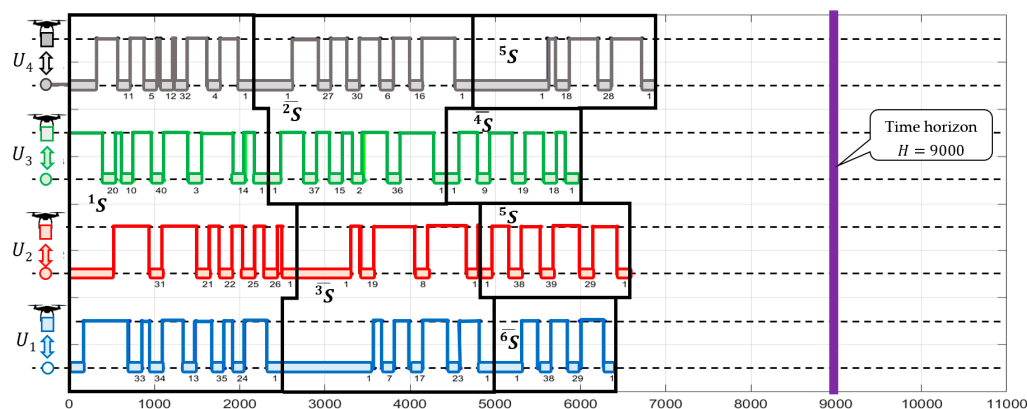 U4
11 5 12 32 4 1 27 30 6 16 1 1 18 28 1
⁵S
²S̅
⁴S̅
U3
20 10 40 3 14 1 1 37 15 2 36 1 1 9 19 18 1
Time horizon
H = 9000
¹S
⁵S
U2
31 21 22 25 26 1 1 19 8 1 1 38 39 29 1
³S̅
⁶S̅
U1
33 34 13 35 24 1 1 7 17 23 1 1 38 29 1
0 1000 2000 3000 4000 5000 6000 7000 8000 9000 10000 11000